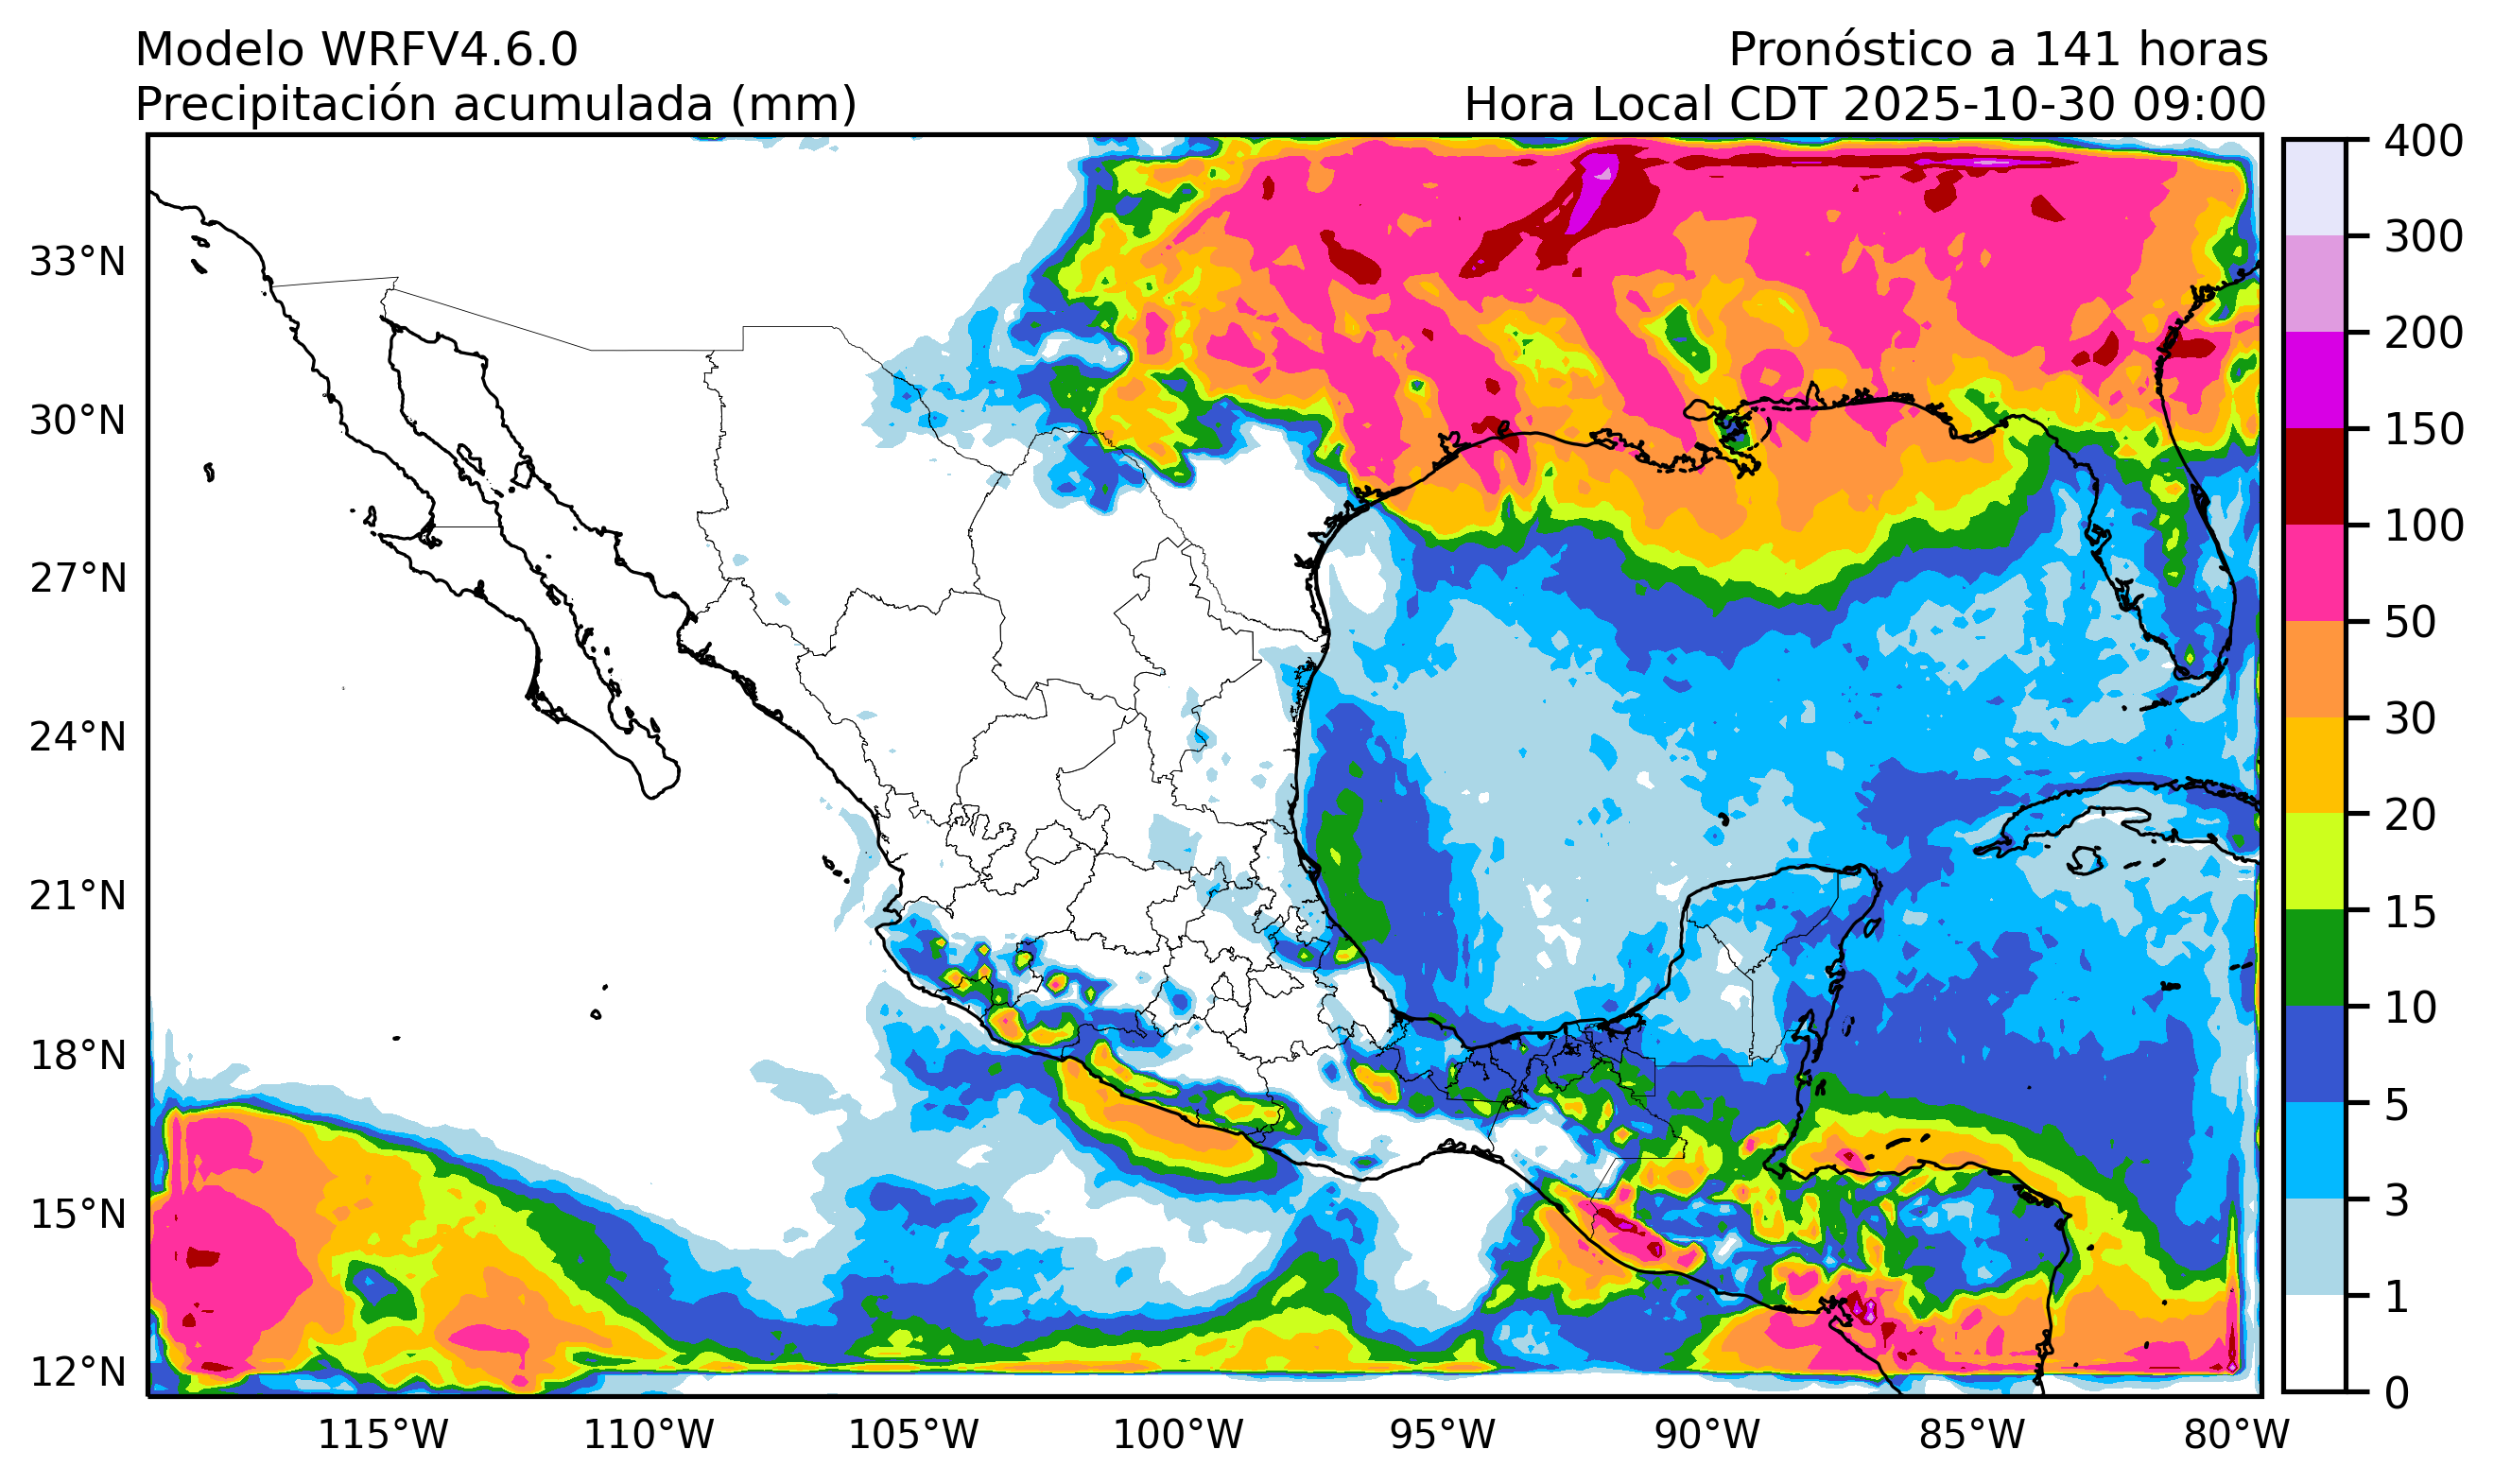 Modelo WRFV4.6.0
Pronóstico a 141 horas
Precipitación acumulada (mm)
Hora Local CDT 2025-10-30 09:00
33°N
30°N
27°N
24°N
21°N
18°N
15°N
12°N
115°W
110°W
105°W
100°W
95°W
90°W
85°W
80°W
400
300
200
150
100
50
30
20
15
10
5
3
1
0